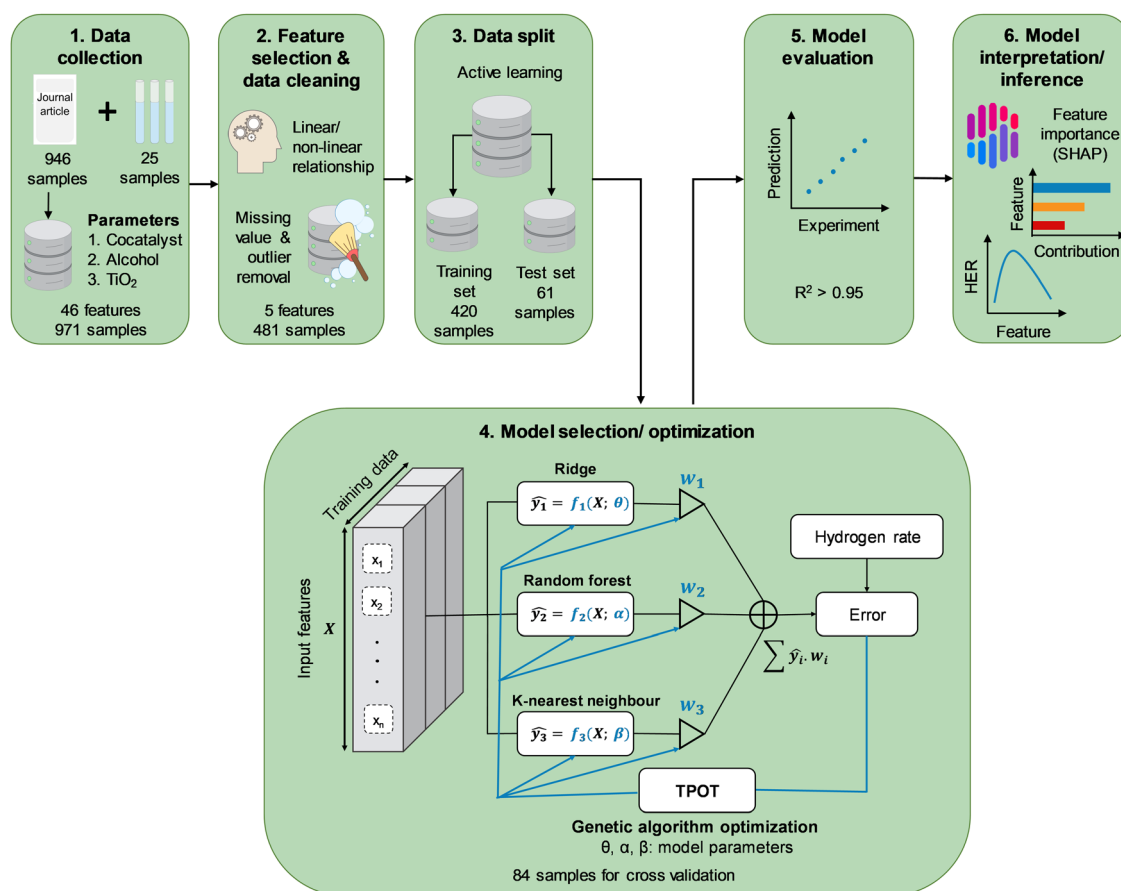 1. Data
collection
Journal
article
+
946
samples
25
samples
Parameters
1. Cocatalyst
2. Alcohol
3. TiO₂
46 features
971 samples
2. Feature
selection &
data cleaning
Linear/
non-linear
relationship
Missing
value &
outlier
removal
5 features
481 samples
3. Data split
Active learning
Training
set
420
samples
Test set
61
samples
5. Model
evaluation
Prediction
Experiment
R² > 0.95
6. Model
interpretation/
inference
Feature
importance
(SHAP)
Feature
Contribution
HER
Feature
4. Model selection/ optimization
Training data
Input features
X
x₁
x₂
xₙ
Ridge
ŷ₁ = f₁(X; θ)
w₁
Random forest
ŷ₂ = f₂(X; α)
w₂
K-nearest neighbour
ŷ₃ = f₃(X; β)
w₃
∑ ŷᵢ. wᵢ
Hydrogen rate
Error
TPOT
Genetic algorithm optimization
θ, α, β: model parameters
84 samples for cross validation